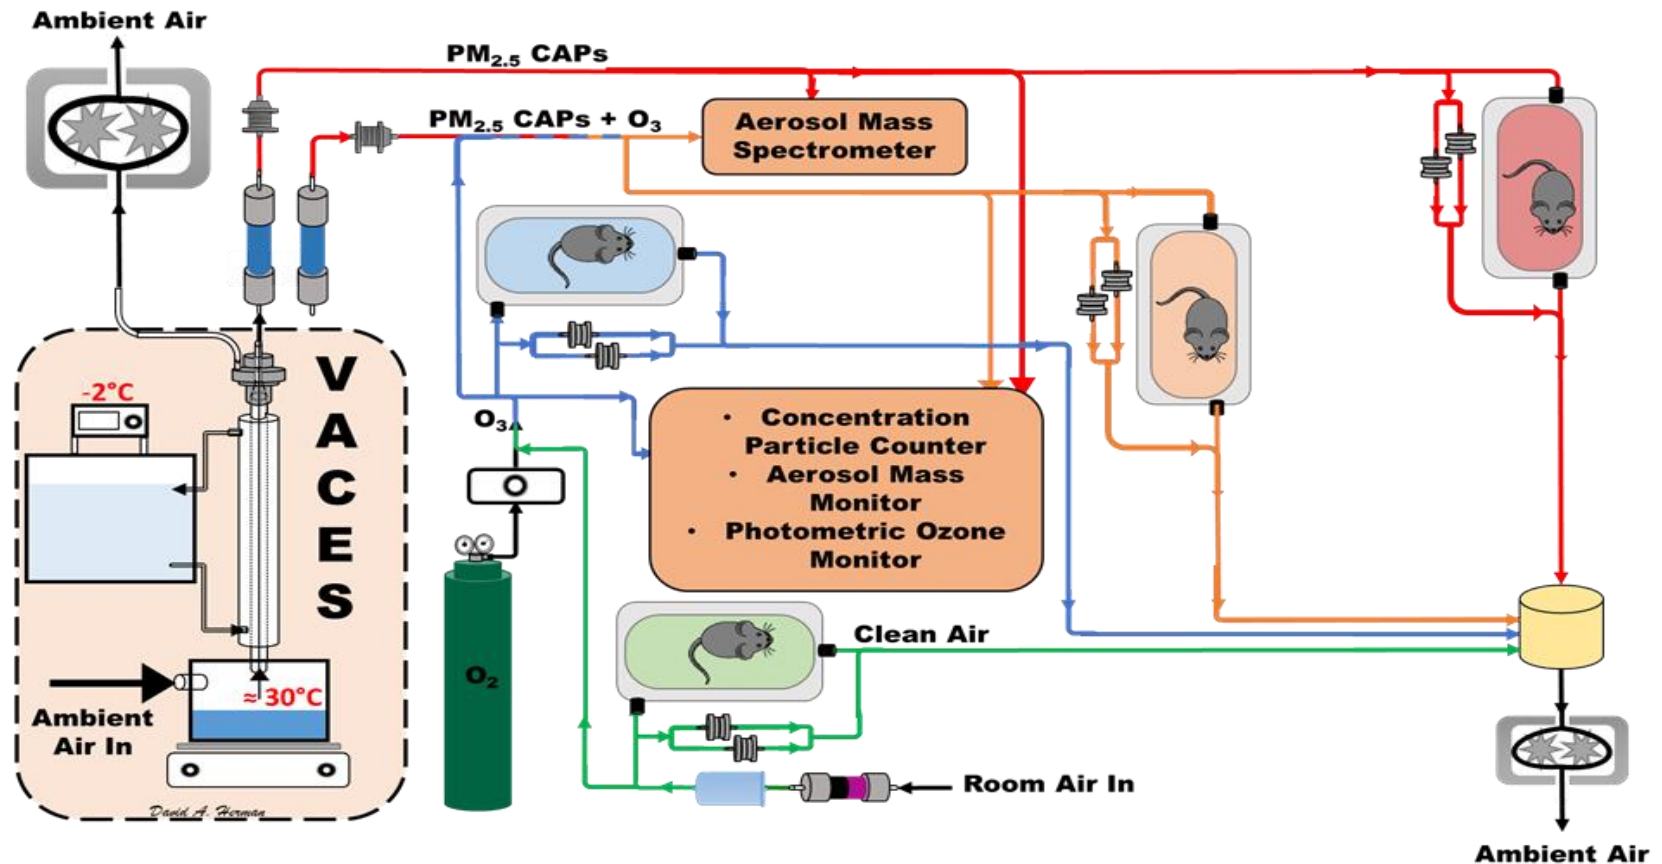 Ambient Air
PM2.5 CAPs
PM2.5 CAPs + O3
Aerosol Mass
Spectrometer
-2°C
V
A
C
E
S
O3
• Concentration
Particle Counter
• Aerosol Mass
Monitor
• Photometric Ozone
Monitor
O2
Clean Air
≈ 30°C
Ambient
Air In
Room Air In
David A. Herman
Ambient Air